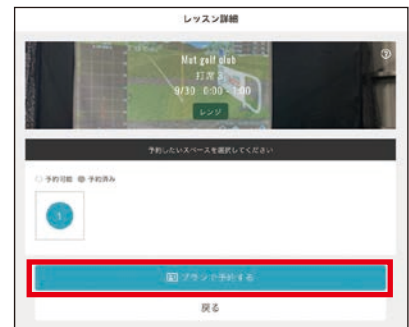 レッスン詳細
Mut golf club
打席 3
9/30 0:00 - 1:00
レンジ
予約したいスペースを選択してください
予約可能 予約済み
1
プランで予約する
戻る